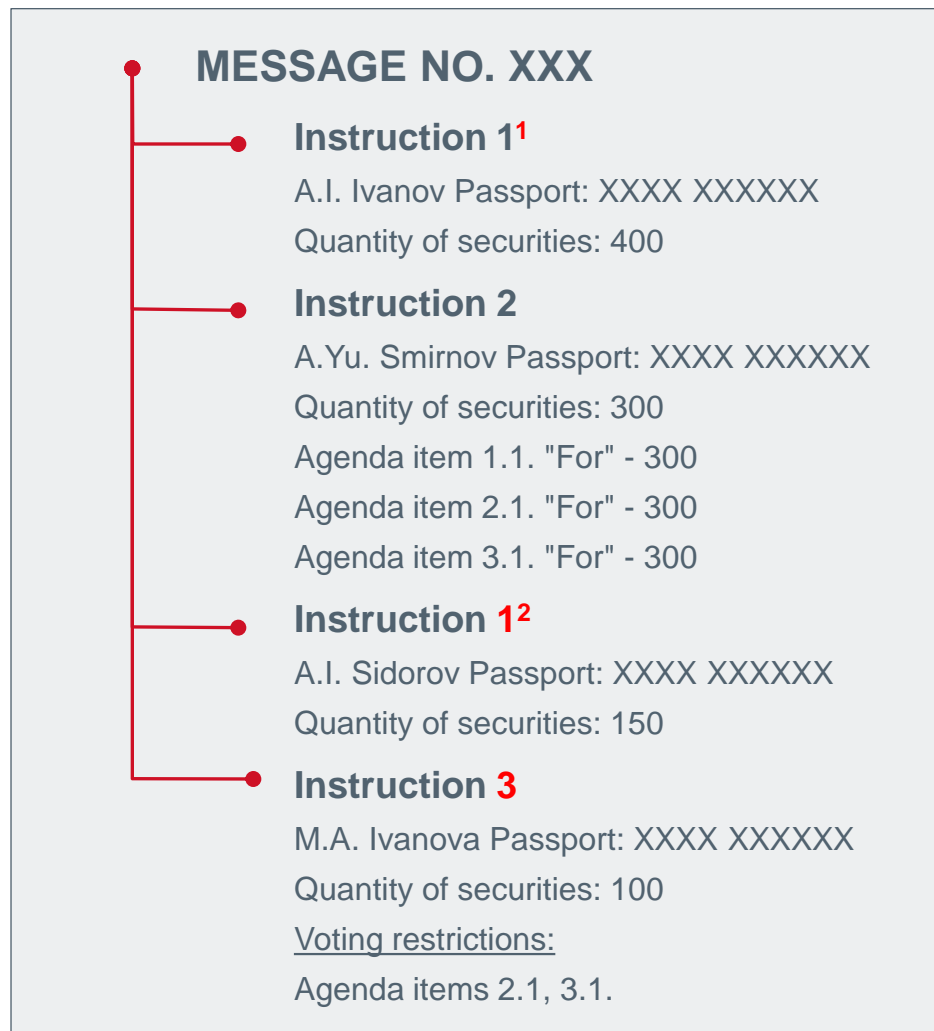 MESSAGE NO. XXX
Instruction 1¹
A.I. Ivanov Passport: XXXX XXXXXX
Quantity of securities: 400
Instruction 2
A.Yu. Smirnov Passport: XXXX XXXXXX
Quantity of securities: 300
Agenda item 1.1. "For" - 300
Agenda item 2.1. "For" - 300
Agenda item 3.1. "For" - 300
Instruction 1²
A.I. Sidorov Passport: XXXX XXXXXX
Quantity of securities: 150
Instruction 3
M.A. Ivanova Passport: XXXX XXXXXX
Quantity of securities: 100
Voting restrictions:
Agenda items 2.1, 3.1.